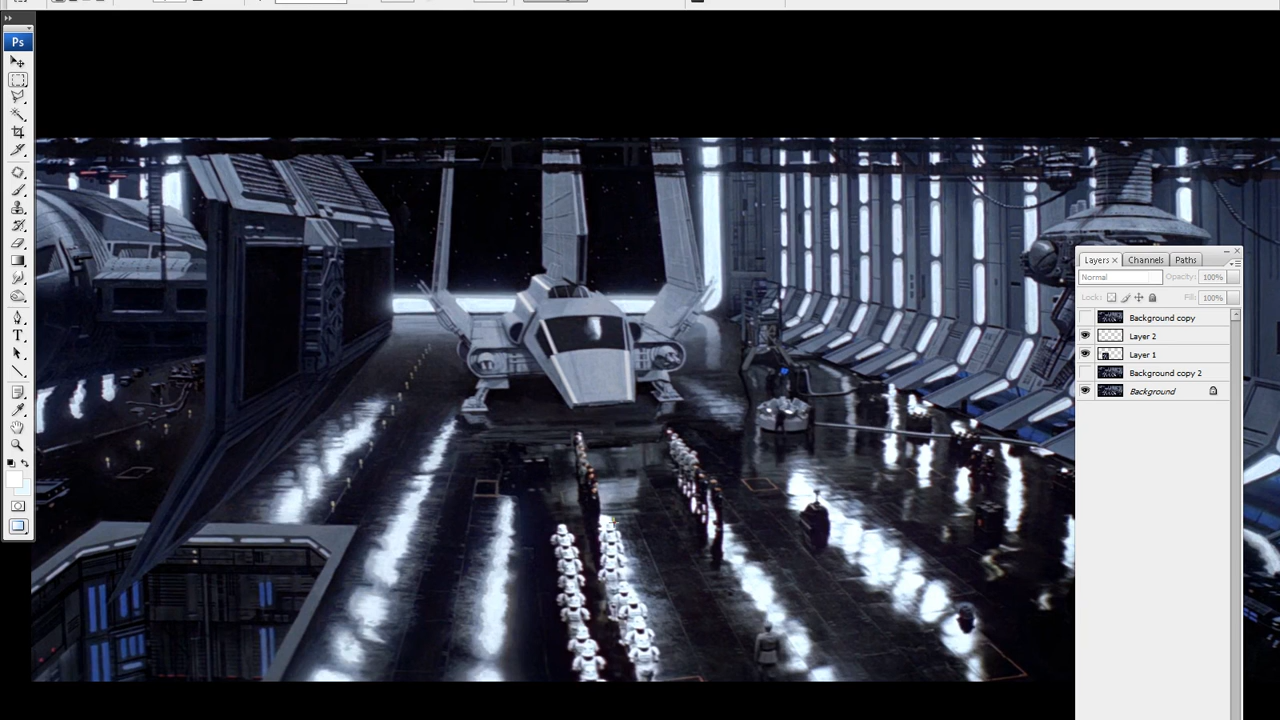 Ps
Layers × Channels Paths
Normal Opacity: 100%
Lock: Fill: 100%
Background copy
Layer 2
Layer 1
Background copy 2
Background
T